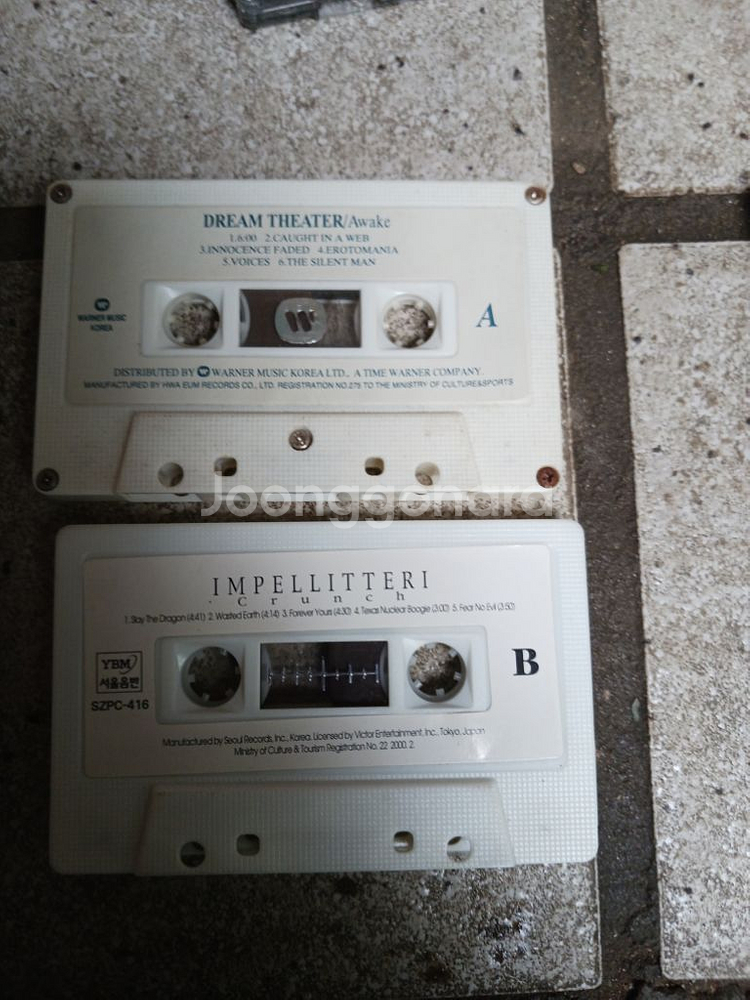 DREAM THEATER/Awake
1.6:00 2.CAUGHT IN A WEB
3.INNOCENCE FADED 4.EROTOMANIA
5.VOICES 6.THE SILENT MAN
W
WARNER MUSIC
KOREA
A
DISTRIBUTED BY WARNER MUSIC KOREA LTD., A TIME WARNER COMPANY.
MANUFACTURED BY HWA EUM RECORDS CO., LTD. REGISTRATION NO.275 TO THE MINISTRY OF CULTURE&SPORTS
Joonggonara
IMPELLITTERI
Crunch
1. Slay The Dragon (4:41) 2. Wasted Earth (4:14) 3. Forever Yours (4:30) 4. Texas Nuclear Boogie (3:00) 5. Fear No Evil (3:50)
YBM
서울음반
SZPC-416
B
Manufactured by Seoul Records, Inc., Korea. Licensed by Victor Entertainment, Inc., Tokyo, Japan
Ministry of Culture & Tourism Registration No. 22 2000. 2.